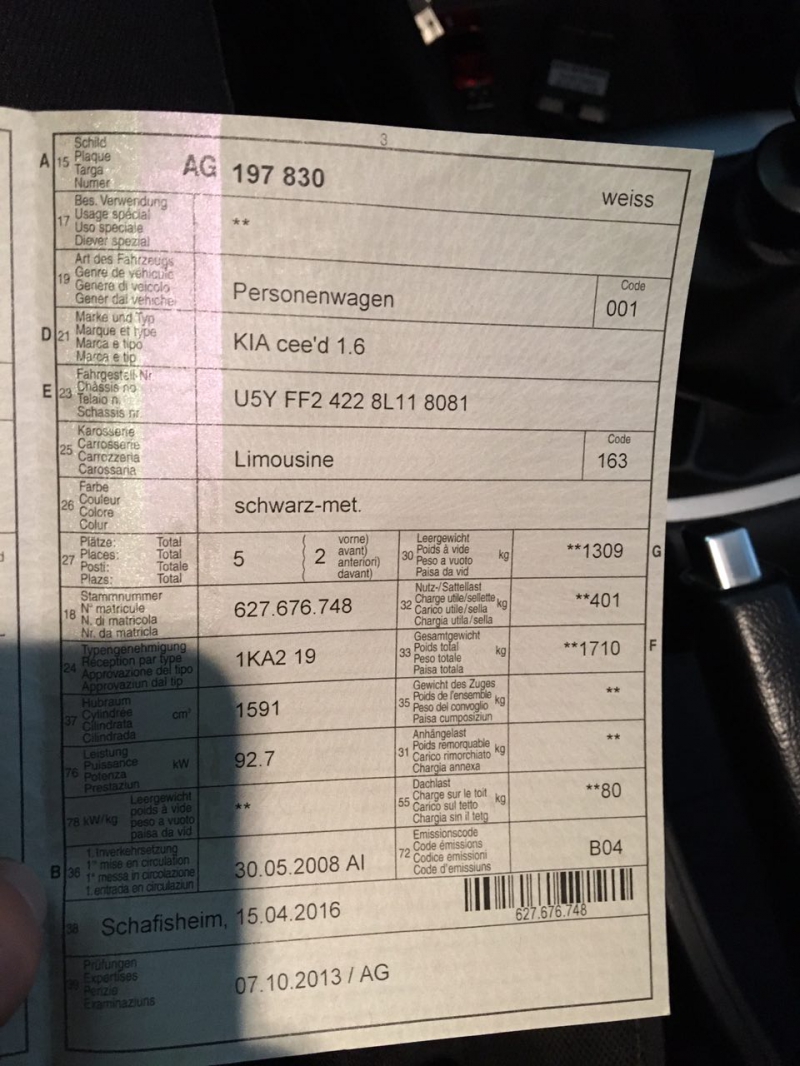 3
A 15 Schild AG 197 830 weiss
Plaque
Targa
Numer
17 Bes. Verwendung **
Usage spécial
Uso speciale
Diever spezial
19 Art des Fahrzeugs Personenwagen Code 001
Genre de véhicule
Genere di veicolo
Gener dal vehichel
D 21 Marke und Typ KIA cee'd 1.6
Marque et type
Marca e tipo
Marca e tip
E 23 Fahrgestell-Nr U5Y FF2 422 8L11 8081
Châssis no
Telaio n.
Schassis nr.
25 Karosserie Limousine Code 163
Carrosserie
Carrozzeria
Carossaria
26 Farbe schwarz-met.
Couleur
Colore
Colur
27 Plätze: Total 5 ( 2 vorne)
Places: Total avant)
Posti: Totale anteriori)
Plazs: Total davant)
30 Leergewicht kg **1309 G
Poids à vide
Peso a vuoto
Paisa da vid
18 Stammnummer 627.676.748
N° matricule
N. di matricola
Nr. da matricla
32 Nutz-/Sattellast kg **401
Charge utile/sellette
Carico utile/sella
Chargia utila/sella
24 Typengenehmigung 1KA2 19
Réception par type
Approvazione del tipo
Approvaziun dal tip
33 Gesamtgewicht kg **1710 F
Poids total
Peso totale
Paisa totala
37 Hubraum cm³ 1591
Cylindrée
Cilindrata
Cilindrada
35 Gewicht des Zuges kg **
Poids de l'ensemble
Peso del convoglio
Paisa cumposiziun
76 Leistung kW 92.7
Puissance
Potenza
Prestaziun
31 Anhängelast kg **
Poids remorquable
Carico rimorchiato
Chargia annexa
78 kW/kg Leergewicht **
poids à vide
peso a vuoto
paisa da vid
55 Dachlast kg **80
Charge sur le toit
Carico sul tetto
Chargia sin il tetg
B 36 1. Inverkehrsetzung 30.05.2008 AI
1re mise en circulation
1a messa in circolazione
1. entrada en circulaziun
72 Emissionscode B04
Code émissions
Codice emissioni
Code d'emissiuns
38 Schafisheim, 15.04.2016
627.676.748
39 Prüfungen 07.10.2013 / AG
Expertises
Perizie
Examinaziuns